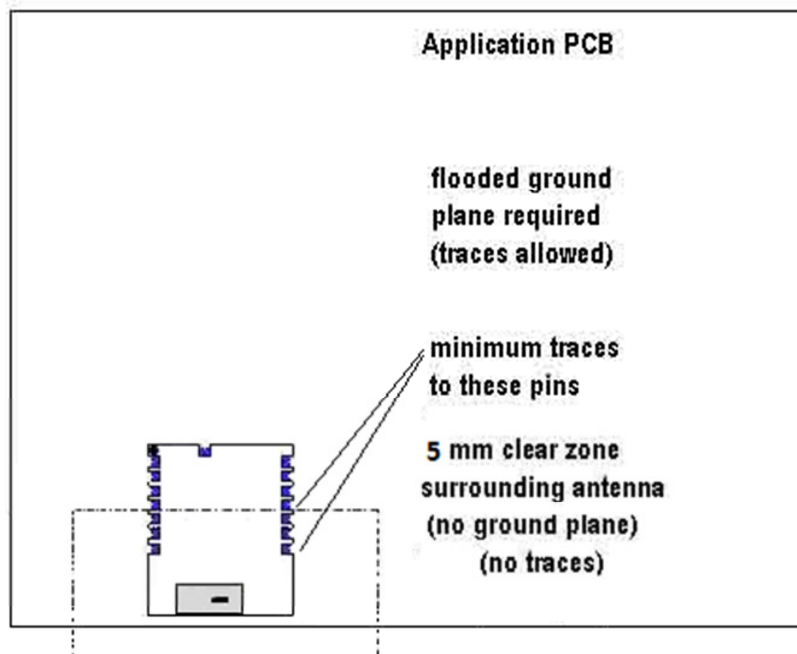 Application PCB
flooded ground
plane required
(traces allowed)
minimum traces
to these pins
5 mm clear zone
surrounding antenna
(no ground plane)
(no traces)